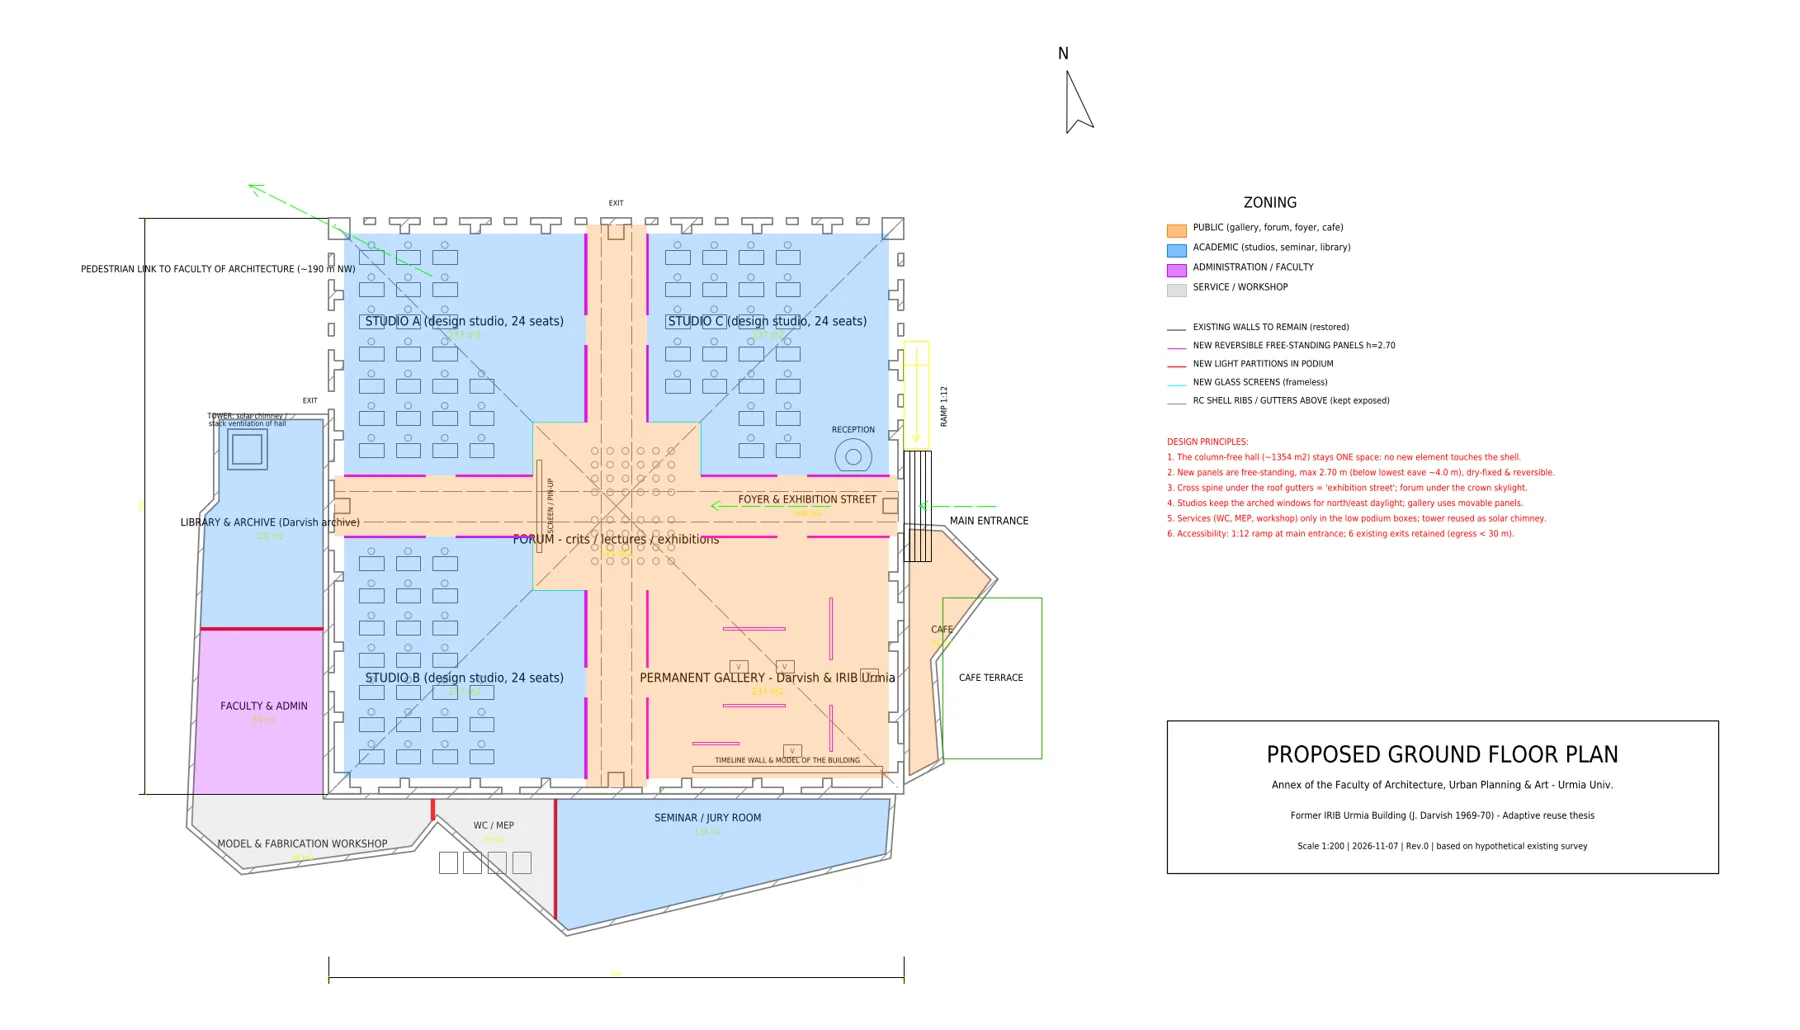 N
EXIT
PEDESTRIAN LINK TO FACULTY OF ARCHITECTURE (~190 m NW)
STUDIO A (design studio, 24 seats)
STUDIO C (design studio, 24 seats)
EXIT
TOWER: solar chimney /
stack ventilation of hall
RAMP 1:12
RECEPTION
SCREEN / PIN-UP
FOYER & EXHIBITION STREET
MAIN ENTRANCE
LIBRARY & ARCHIVE (Darvish archive)
FORUM - crits / lectures / exhibitions
CAFE
V
V
STUDIO B (design studio, 24 seats)
PERMANENT GALLERY - Darvish & IRIB Urmia
234 m2
CAFE TERRACE
FACULTY & ADMIN
V
TIMELINE WALL & MODEL OF THE BUILDING
WC / MEP
SEMINAR / JURY ROOM
MODEL & FABRICATION WORKSHOP
ZONING
PUBLIC (gallery, forum, foyer, cafe)
ACADEMIC (studios, seminar, library)
ADMINISTRATION / FACULTY
SERVICE / WORKSHOP
EXISTING WALLS TO REMAIN (restored)
NEW REVERSIBLE FREE-STANDING PANELS h=2.70
NEW LIGHT PARTITIONS IN PODIUM
NEW GLASS SCREENS (frameless)
RC SHELL RIBS / GUTTERS ABOVE (kept exposed)
DESIGN PRINCIPLES:
1. The column-free hall (~1354 m2) stays ONE space: no new element touches the shell.
2. New panels are free-standing, max 2.70 m (below lowest eave ~4.0 m), dry-fixed & reversible.
3. Cross spine under the roof gutters = 'exhibition street'; forum under the crown skylight.
4. Studios keep the arched windows for north/east daylight; gallery uses movable panels.
5. Services (WC, MEP, workshop) only in the low podium boxes; tower reused as solar chimney.
6. Accessibility: 1:12 ramp at main entrance; 6 existing exits retained (egress < 30 m).
PROPOSED GROUND FLOOR PLAN
Annex of the Faculty of Architecture, Urban Planning & Art - Urmia Univ.
Former IRIB Urmia Building (J. Darvish 1969-70) - Adaptive reuse thesis
Scale 1:200 | 2026-11-07 | Rev.0 | based on hypothetical existing survey